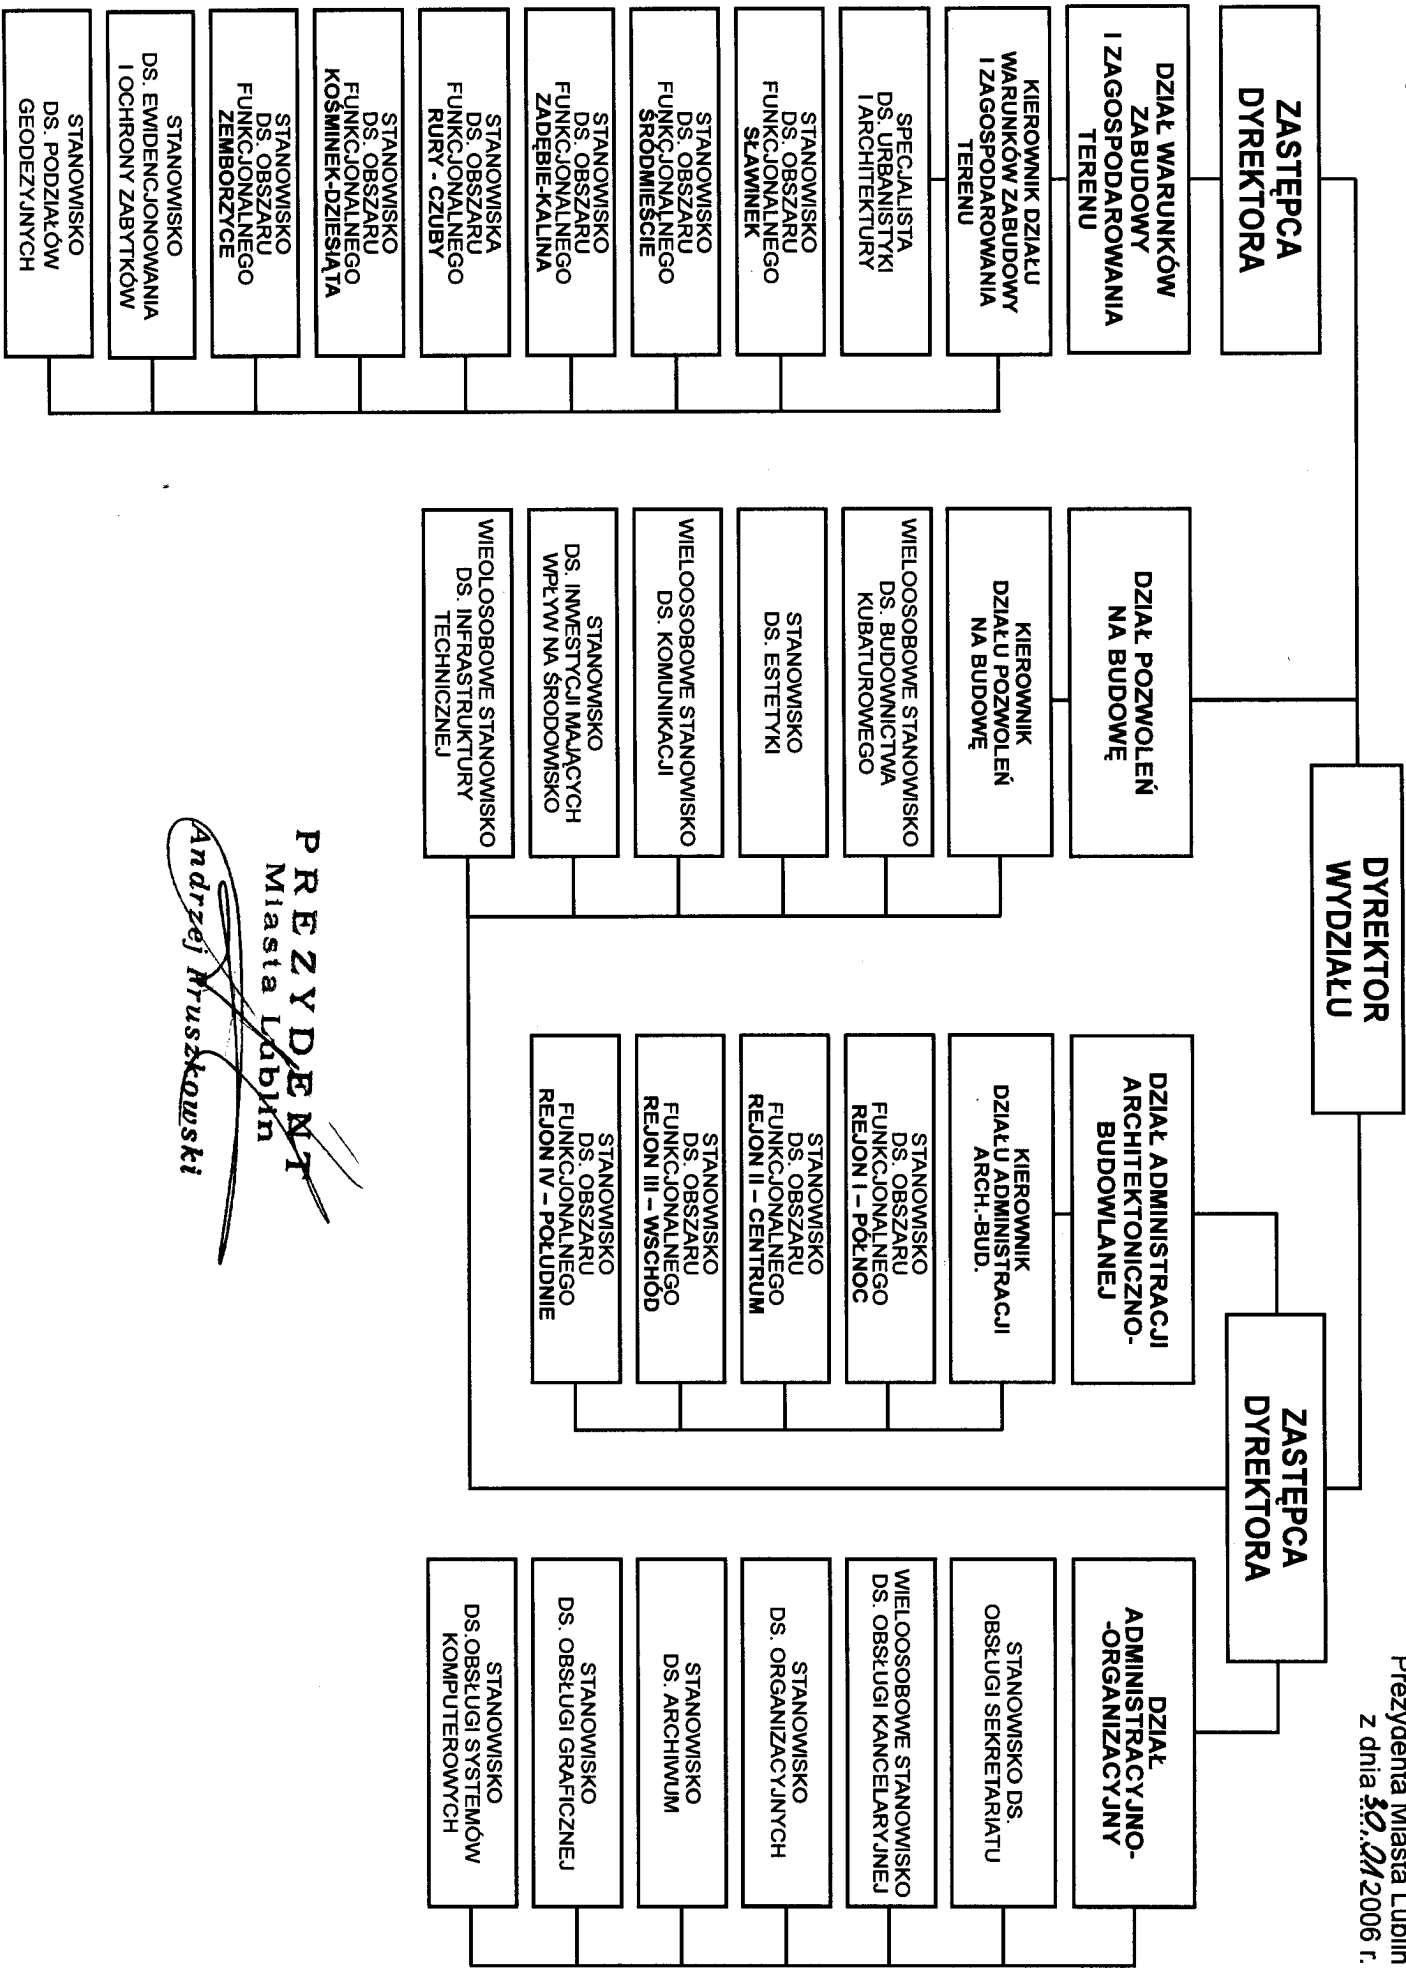 Prezydenta Miasta Lublin
z dnia 30.01 2006 r.
DYREKTOR
WYDZIAŁU
ZASTĘPCA
DYREKTORA
ZASTĘPCA
DYREKTORA
DZIAŁ WARUNKÓW
ZABUDOWY
I ZAGOSPODAROWANIA
TERENU
KIEROWNIK DZIAŁU
WARUNKÓW ZABUDOWY
I ZAGOSPODAROWANIA
TERENU
SPECJALISTA
DS. URBANISTYKI
I ARCHITEKTURY
STANOWISKO
DS. OBSZARU
FUNKCJONALNEGO
SŁAWINEK
STANOWISKO
DS. OBSZARU
FUNKCJONALNEGO
ŚRÓDMIEŚCIE
STANOWISKO
DS. OBSZARU
FUNKCJONALNEGO
ZADĘBIE-KALINA
STANOWISKA
DS. OBSZARU
FUNKCJONALNEGO
RURY - CZUBY
STANOWISKO
DS. OBSZARU
FUNKCJONALNEGO
KOŚMINEK-DZIESIĄTA
STANOWISKO
DS. OBSZARU
FUNKCJONALNEGO
ZEMBORZYCE
STANOWISKO
DS. EWIDENCJONOWANIA
I OCHRONY ZABYTKÓW
STANOWISKO
DS. PODZIAŁÓW
GEODEZYJNYCH
DZIAŁ POZWOLEŃ
NA BUDOWĘ
KIEROWNIK
DZIAŁU POZWOLEŃ
NA BUDOWĘ
WIELOOSOBOWE STANOWISKO
DS. BUDOWNICTWA
KUBATUROWEGO
STANOWISKO
DS. ESTETYKI
WIELOOSOBOWE STANOWISKO
DS. KOMUNIKACJI
STANOWISKO
DS. INWESTYCJI MAJĄCYCH
WPŁYW NA ŚRODOWISKO
WIEOLOSOBOWE STANOWISKO
DS. INFRASTRUKTURY
TECHNICZNEJ
DZIAŁ ADMINISTRACJI
ARCHITEKTONICZNO-
BUDOWLANEJ
KIEROWNIK
DZIAŁU ADMINISTRACJI
ARCH.-BUD.
STANOWISKO
DS. OBSZARU
FUNKCJONALNEGO
REJON I – PÓŁNOC
STANOWISKO
DS. OBSZARU
FUNKCJONALNEGO
REJON II – CENTRUM
STANOWISKO
DS. OBSZARU
FUNKCJONALNEGO
REJON III – WSCHÓD
STANOWISKO
DS. OBSZARU
FUNKCJONALNEGO
REJON IV – POŁUDNIE
DZIAŁ
ADMINISTRACYJNO-
-ORGANIZACYJNY
STANOWISKO DS.
OBSŁUGI SEKRETARIATU
WIELOOSOBOWE STANOWISKO
DS. OBSŁUGI KANCELARYJNEJ
STANOWISKO
DS. ORGANIZACYJNYCH
STANOWISKO
DS. ARCHIWUM
STANOWISKO
DS. OBSŁUGI GRAFICZNEJ
STANOWISKO
DS.OBSŁUGI SYSTEMÓW
KOMPUTEROWYCH
PREZYDENT
Miasta Lublin
Andrzej Pruszkowski